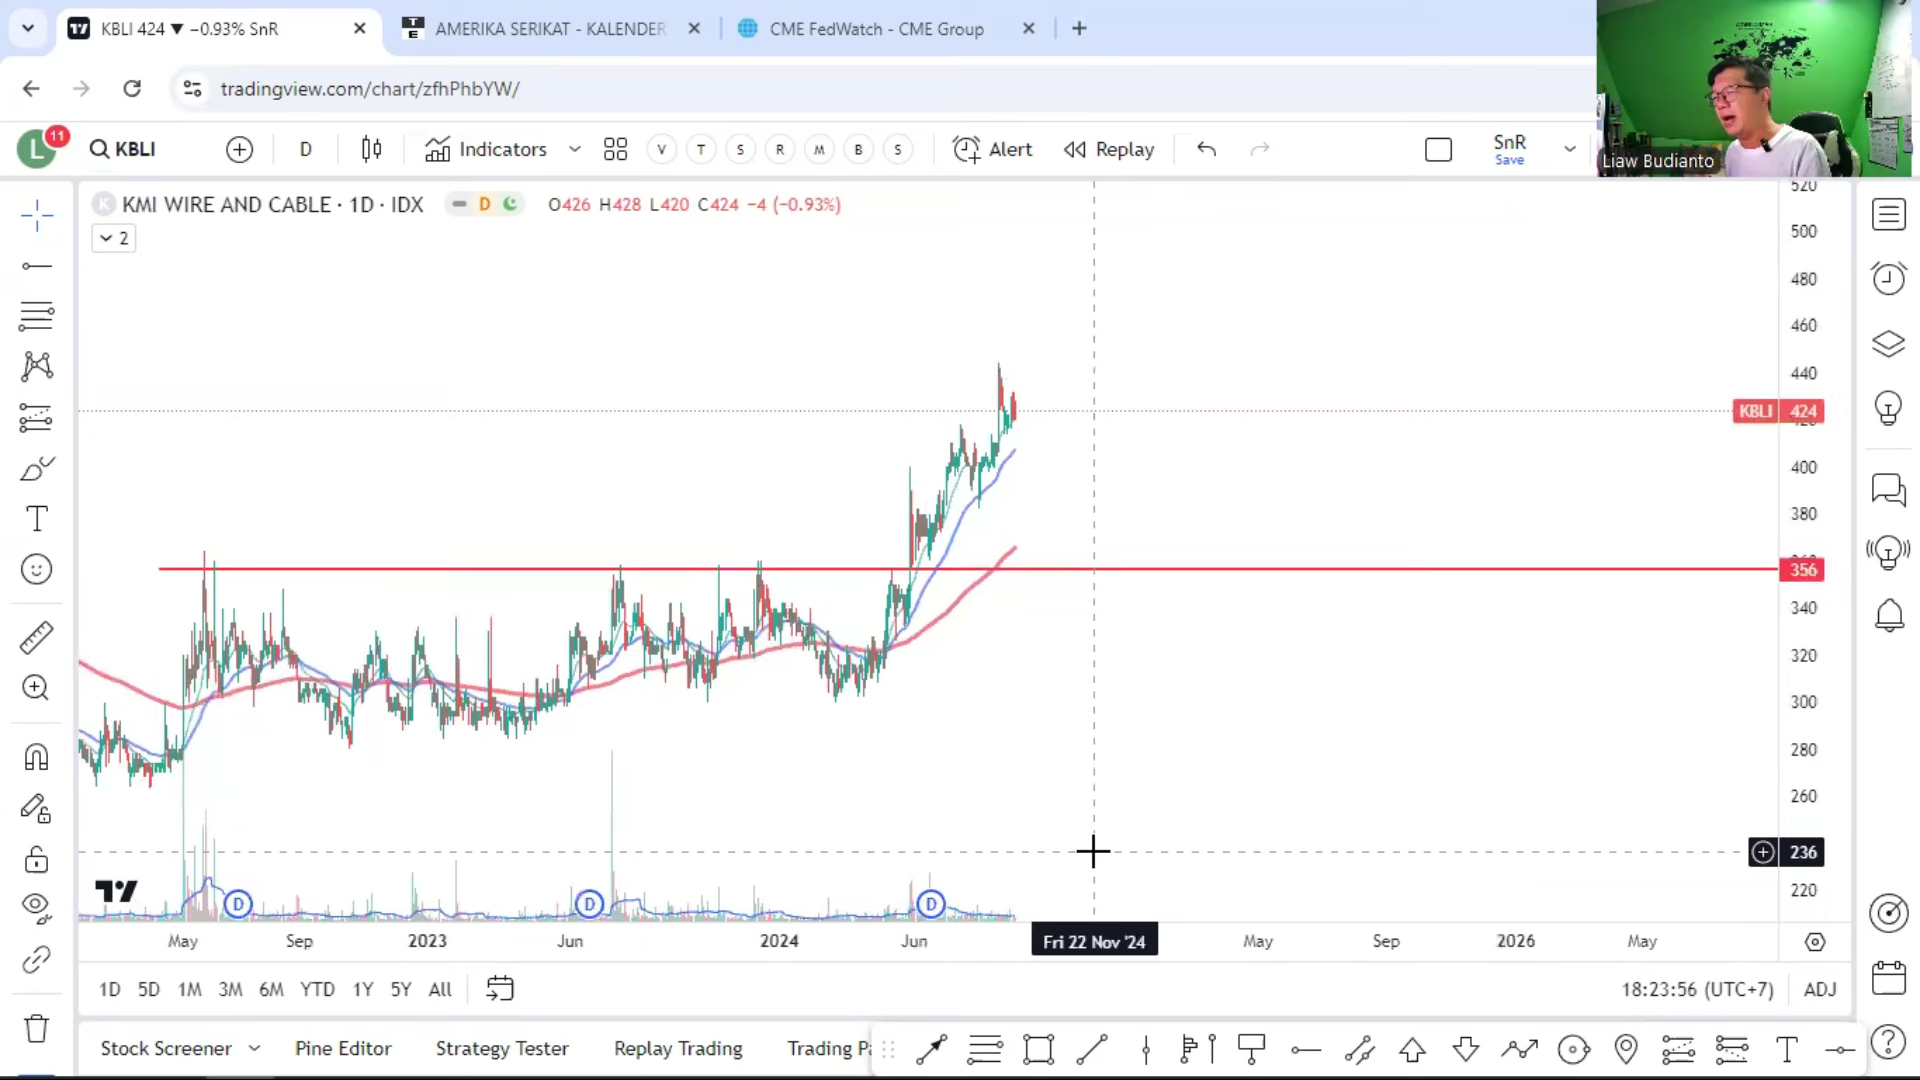 KBLI 424 ▼ −0.93% SnR
AMERIKA SERIKAT - KALENDER
CME FedWatch - CME Group
tradingview.com/chart/zfhPhbYW/
L
11
KBLI
D
Indicators
V
T
S
R
M
B
S
Alert
Replay
SnR
Save
Liaw Budianto
K
KMI WIRE AND CABLE · 1D · IDX
D
O426 H428 L420 C424 −4 (−0.93%)
2
520
500
480
460
440
KBLI 424
400
380
356
340
320
300
280
260
236
220
D
D
D
May
Sep
2023
Jun
2024
Jun
Fri 22 Nov '24
May
Sep
2026
May
1D
5D
1M
3M
6M
YTD
1Y
5Y
All
18:23:56 (UTC+7)
ADJ
Stock Screener
Pine Editor
Strategy Tester
Replay Trading
Trading